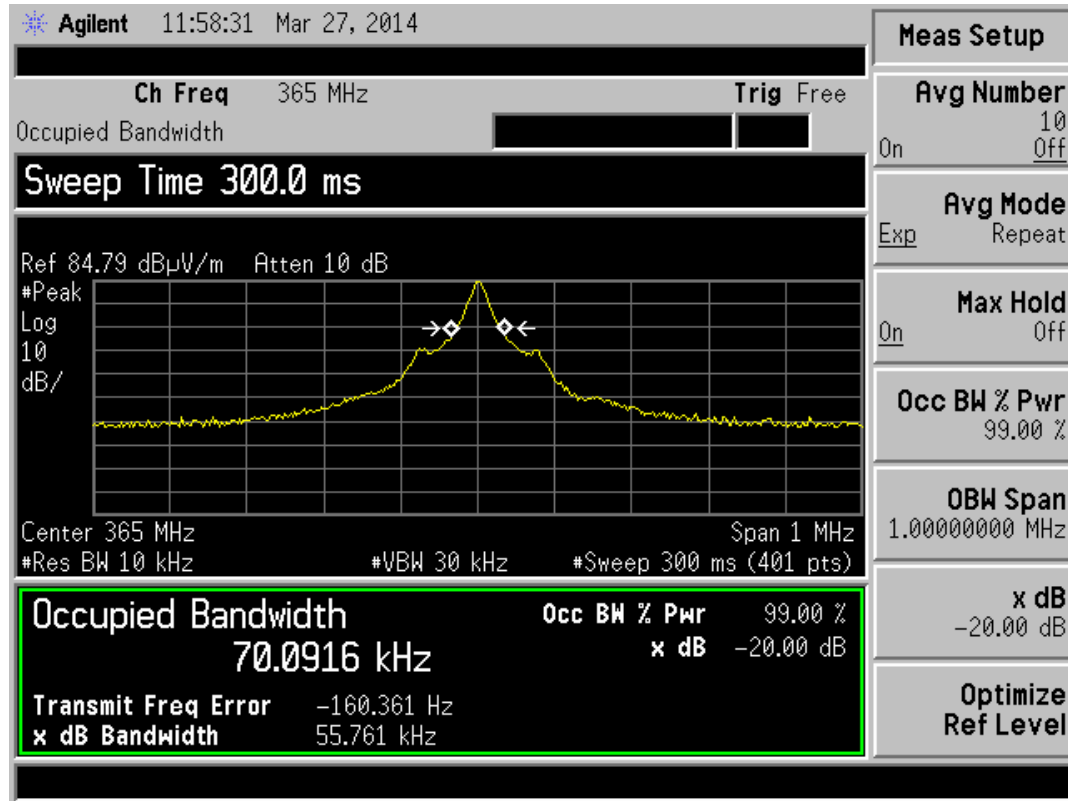 Agilent 11:58:31 Mar 27, 2014
Ch Freq 365 MHz Trig Free
Occupied Bandwidth
Sweep Time 300.0 ms
Ref 84.79 dBµV/m Atten 10 dB
#Peak
Log
10
dB/
Center 365 MHz Span 1 MHz
#Res BW 10 kHz #VBW 30 kHz #Sweep 300 ms (401 pts)
Occupied Bandwidth Occ BW % Pwr 99.00 %
70.0916 kHz x dB -20.00 dB
Transmit Freq Error -160.361 Hz
x dB Bandwidth 55.761 kHz
Meas Setup
Avg Number
10
On Off
Avg Mode
Exp Repeat
Max Hold
On Off
Occ BW % Pwr
99.00 %
OBW Span
1.00000000 MHz
x dB
-20.00 dB
Optimize
Ref Level